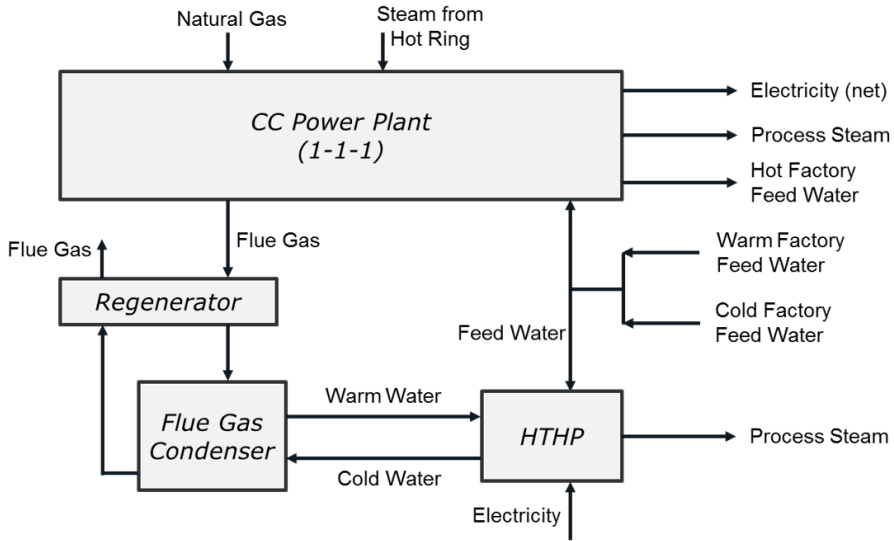 Natural Gas
Steam from
Hot Ring
CC Power Plant
(1-1-1)
Electricity (net)
Process Steam
Hot Factory
Feed Water
Flue Gas
Flue Gas
Warm Factory
Feed Water
Regenerator
Cold Factory
Feed Water
Feed Water
Warm Water
Flue Gas
Condenser
HTHP
Process Steam
Cold Water
Electricity